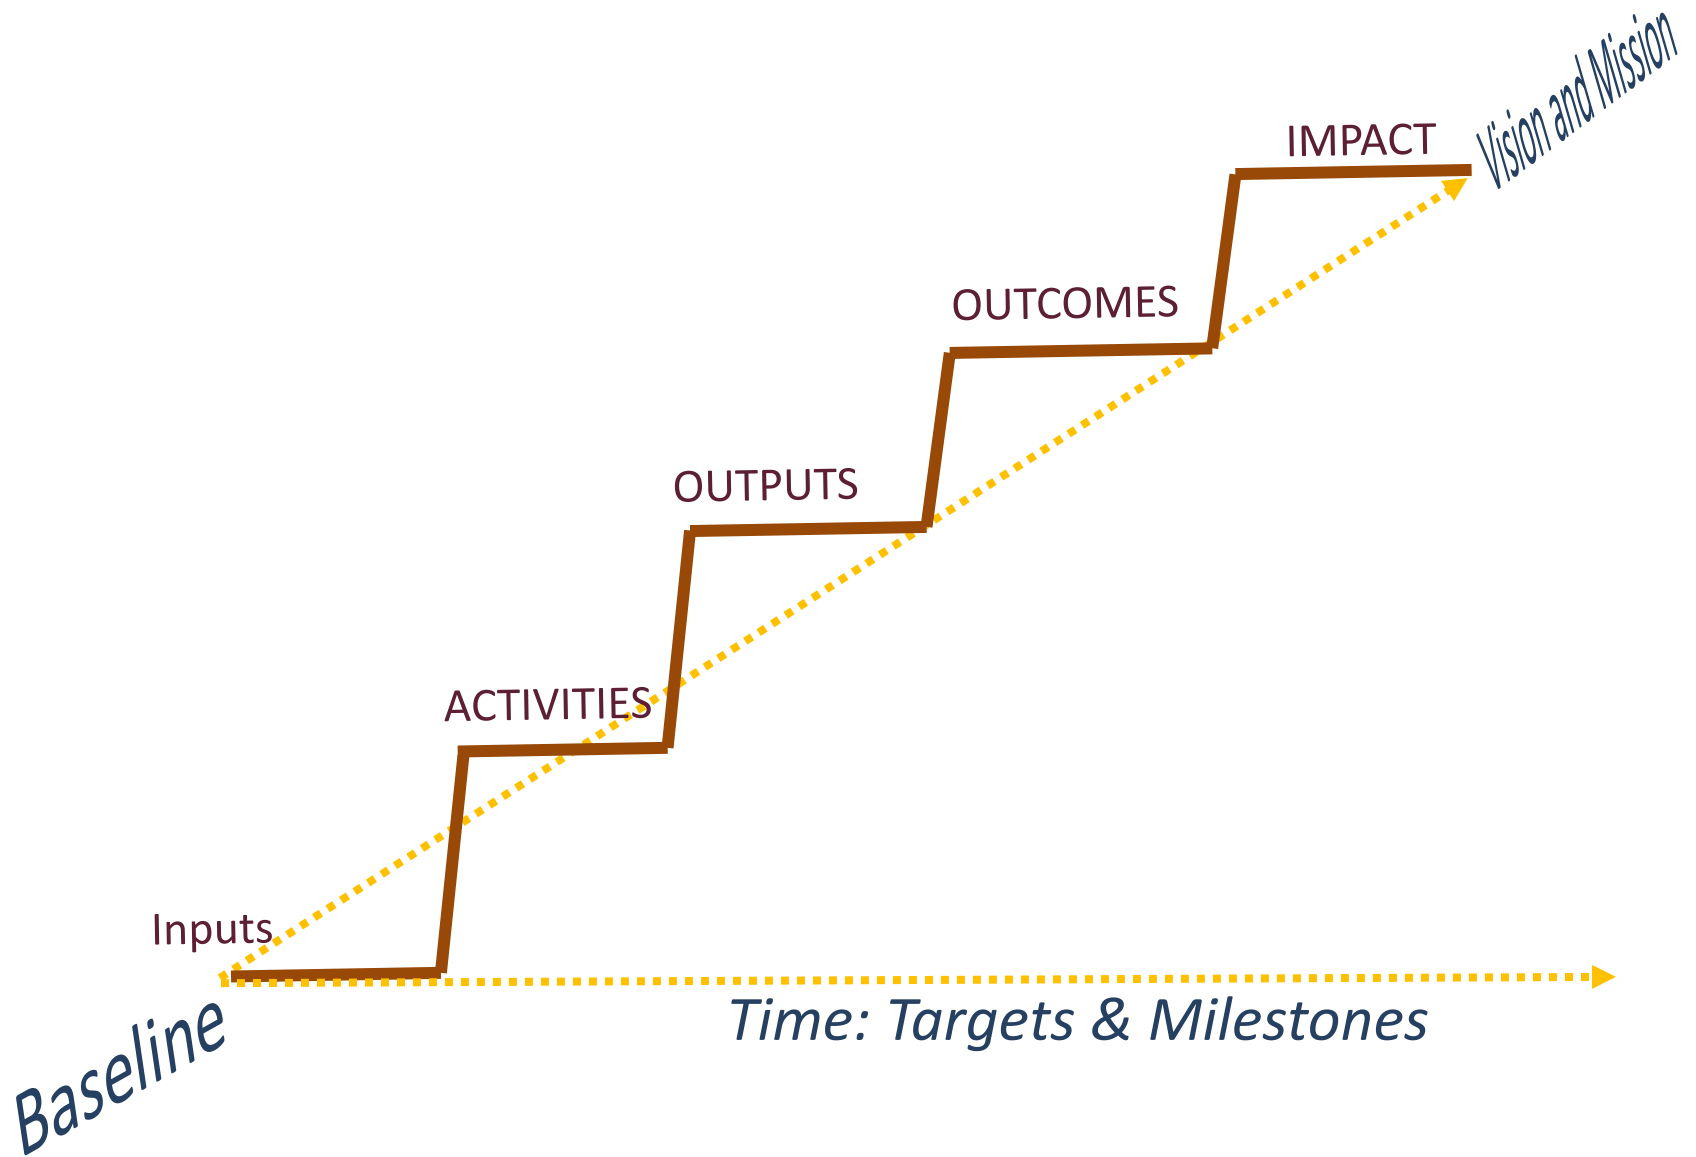 Vision and Mission
IMPACT
OUTCOMES
OUTPUTS
ACTIVITIES
Inputs
Baseline
Time: Targets & Milestones